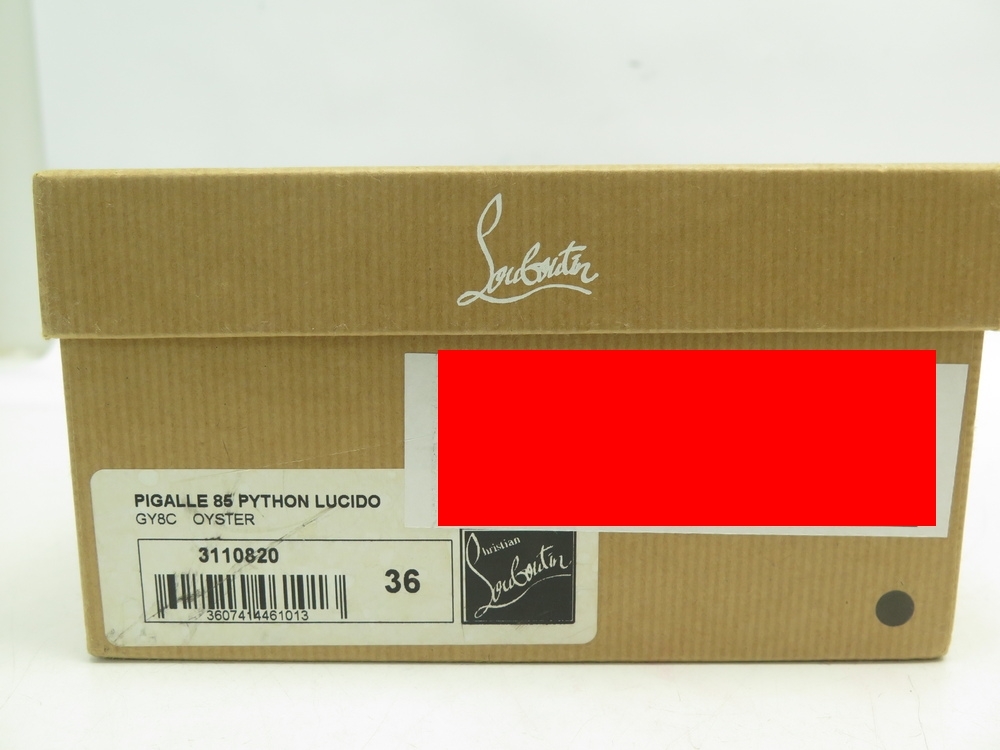 Louboutin
PIGALLE 85 PYTHON LUCIDO
GY8C OYSTER
3110820
36
3607414461013
Christian
Louboutin